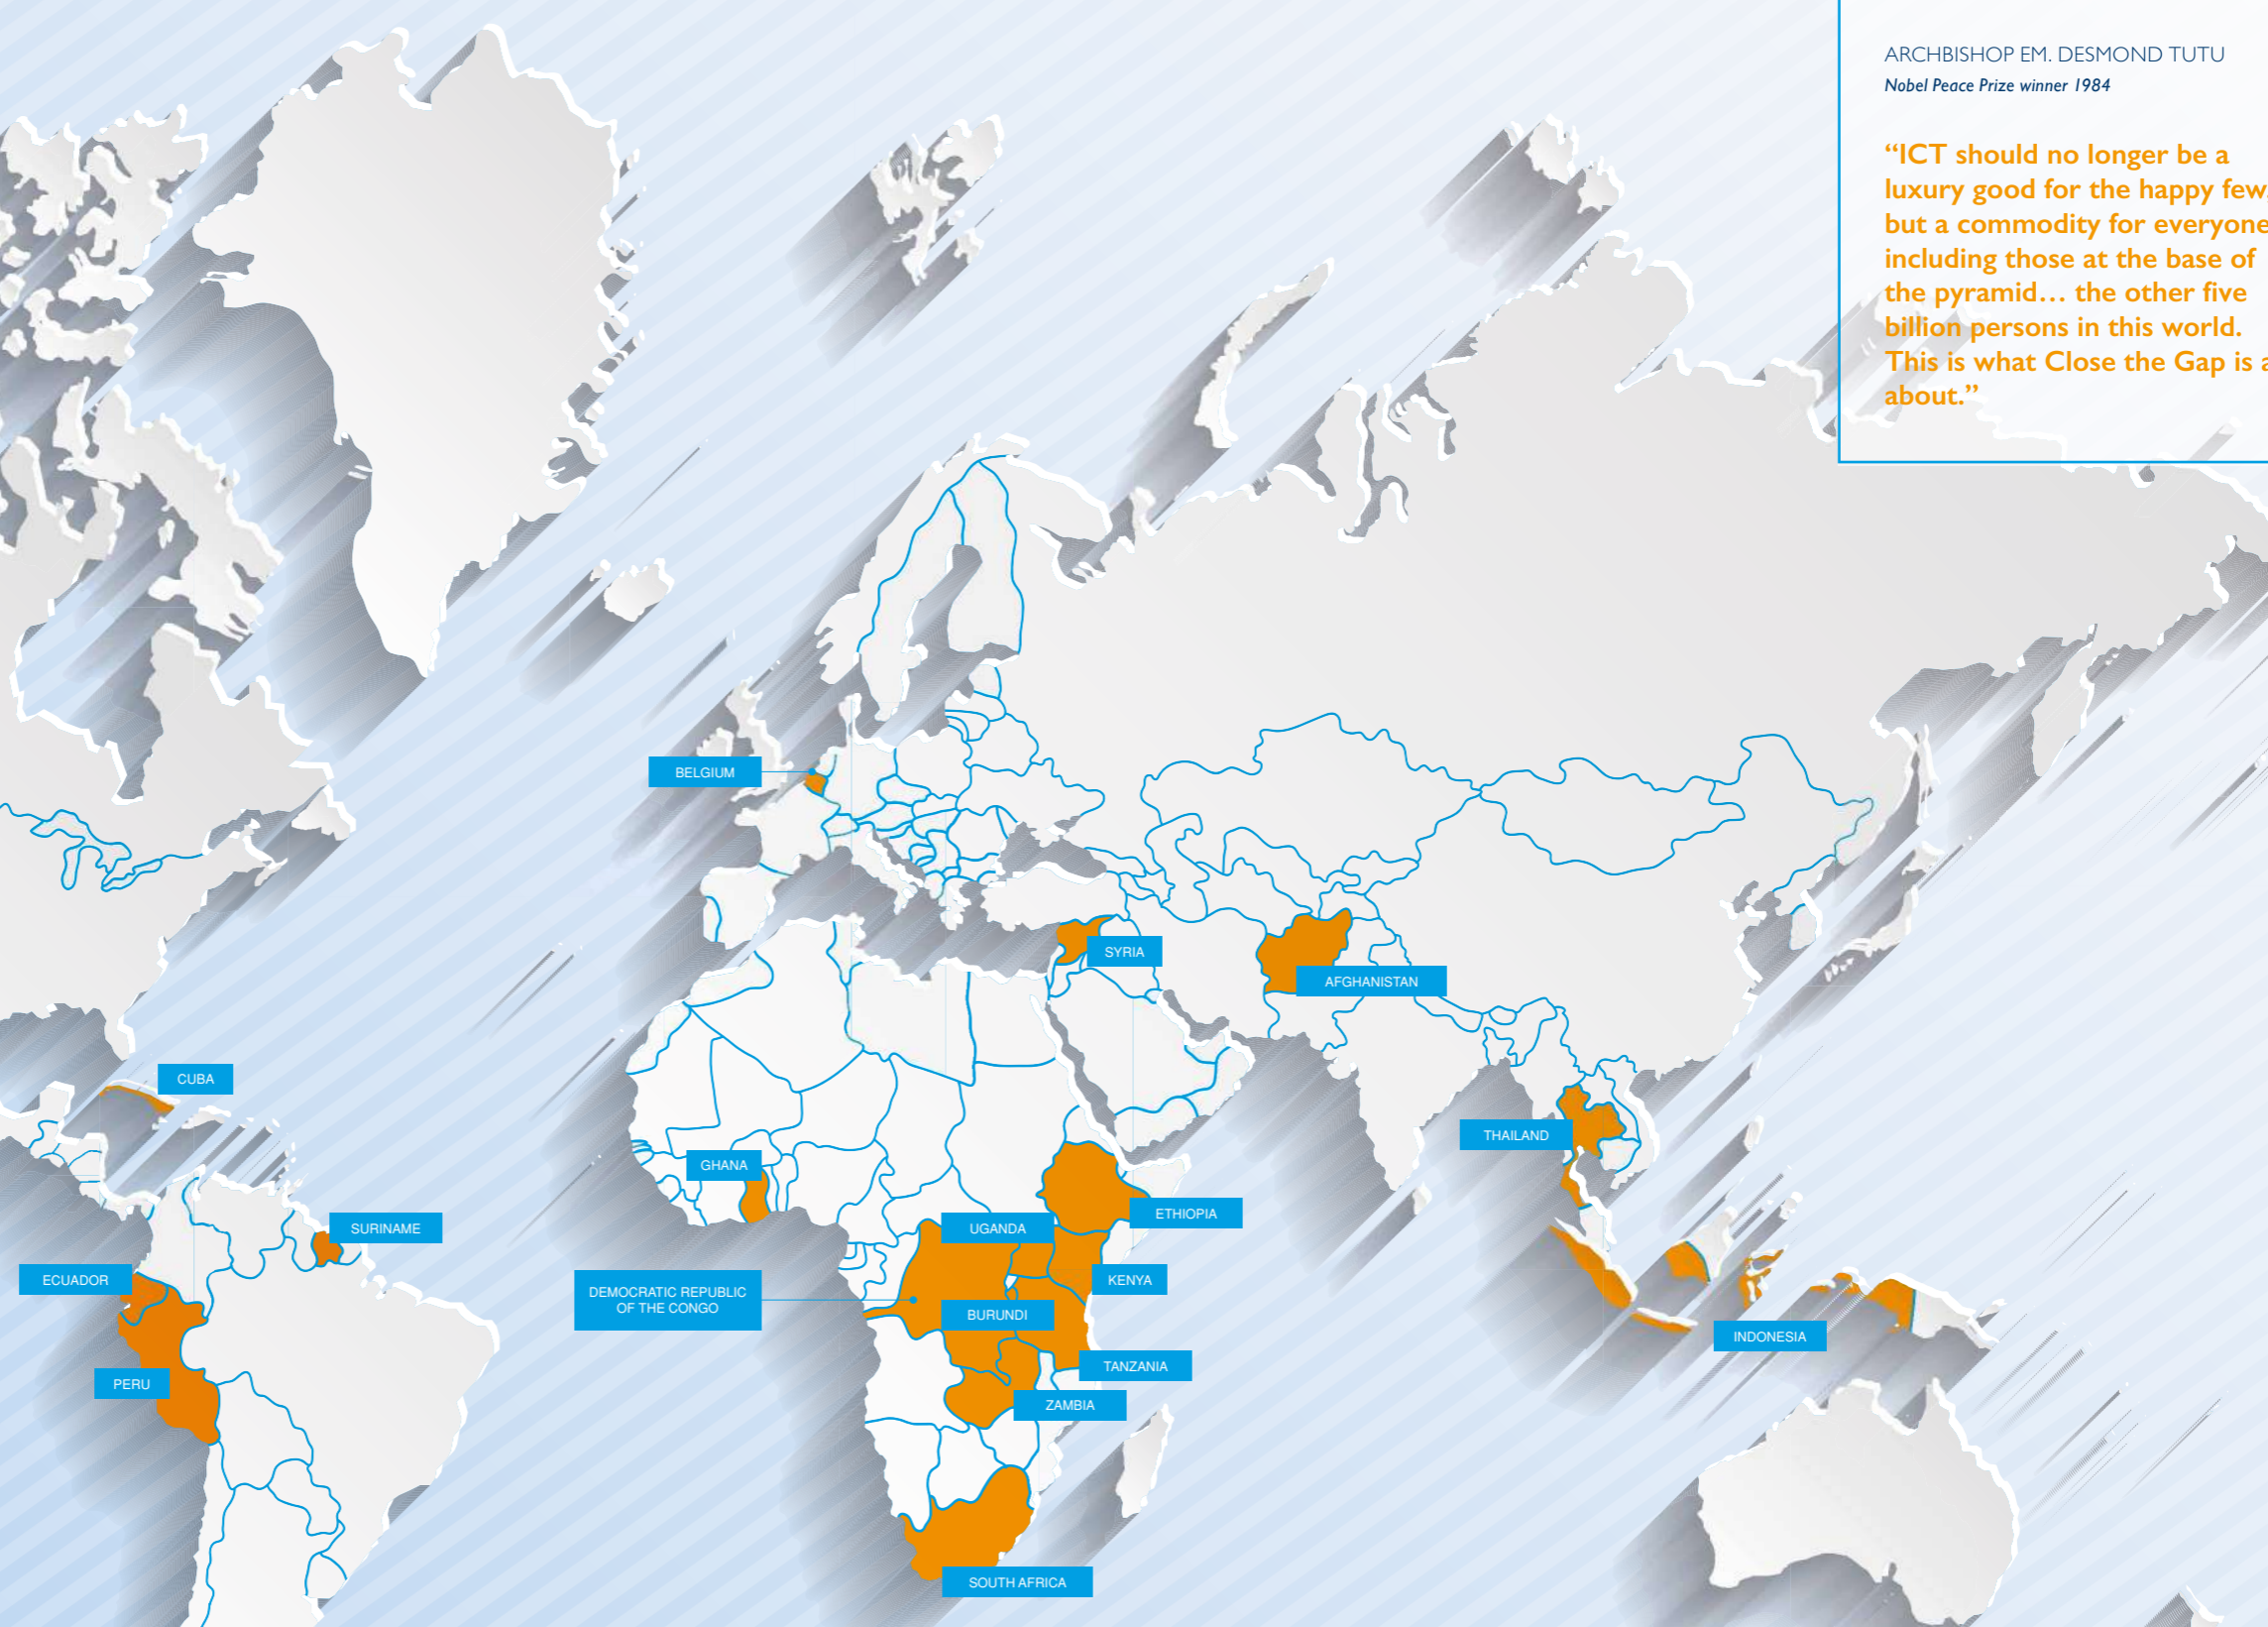 ARCHBISHOP EM. DESMOND TUTU
Nobel Peace Prize winner 1984
“ICT should no longer be a
luxury good for the happy few
but a commodity for everyone
including those at the base of
the pyramid… the other five
billion persons in this world.
This is what Close the Gap is
about.”
BELGIUM
SYRIA
AFGHANISTAN
CUBA
THAILAND
GHANA
ETHIOPIA
SURINAME
UGANDA
ECUADOR
KENYA
DEMOCRATIC REPUBLIC
OF THE CONGO
BURUNDI
INDONESIA
TANZANIA
PERU
ZAMBIA
SOUTH AFRICA